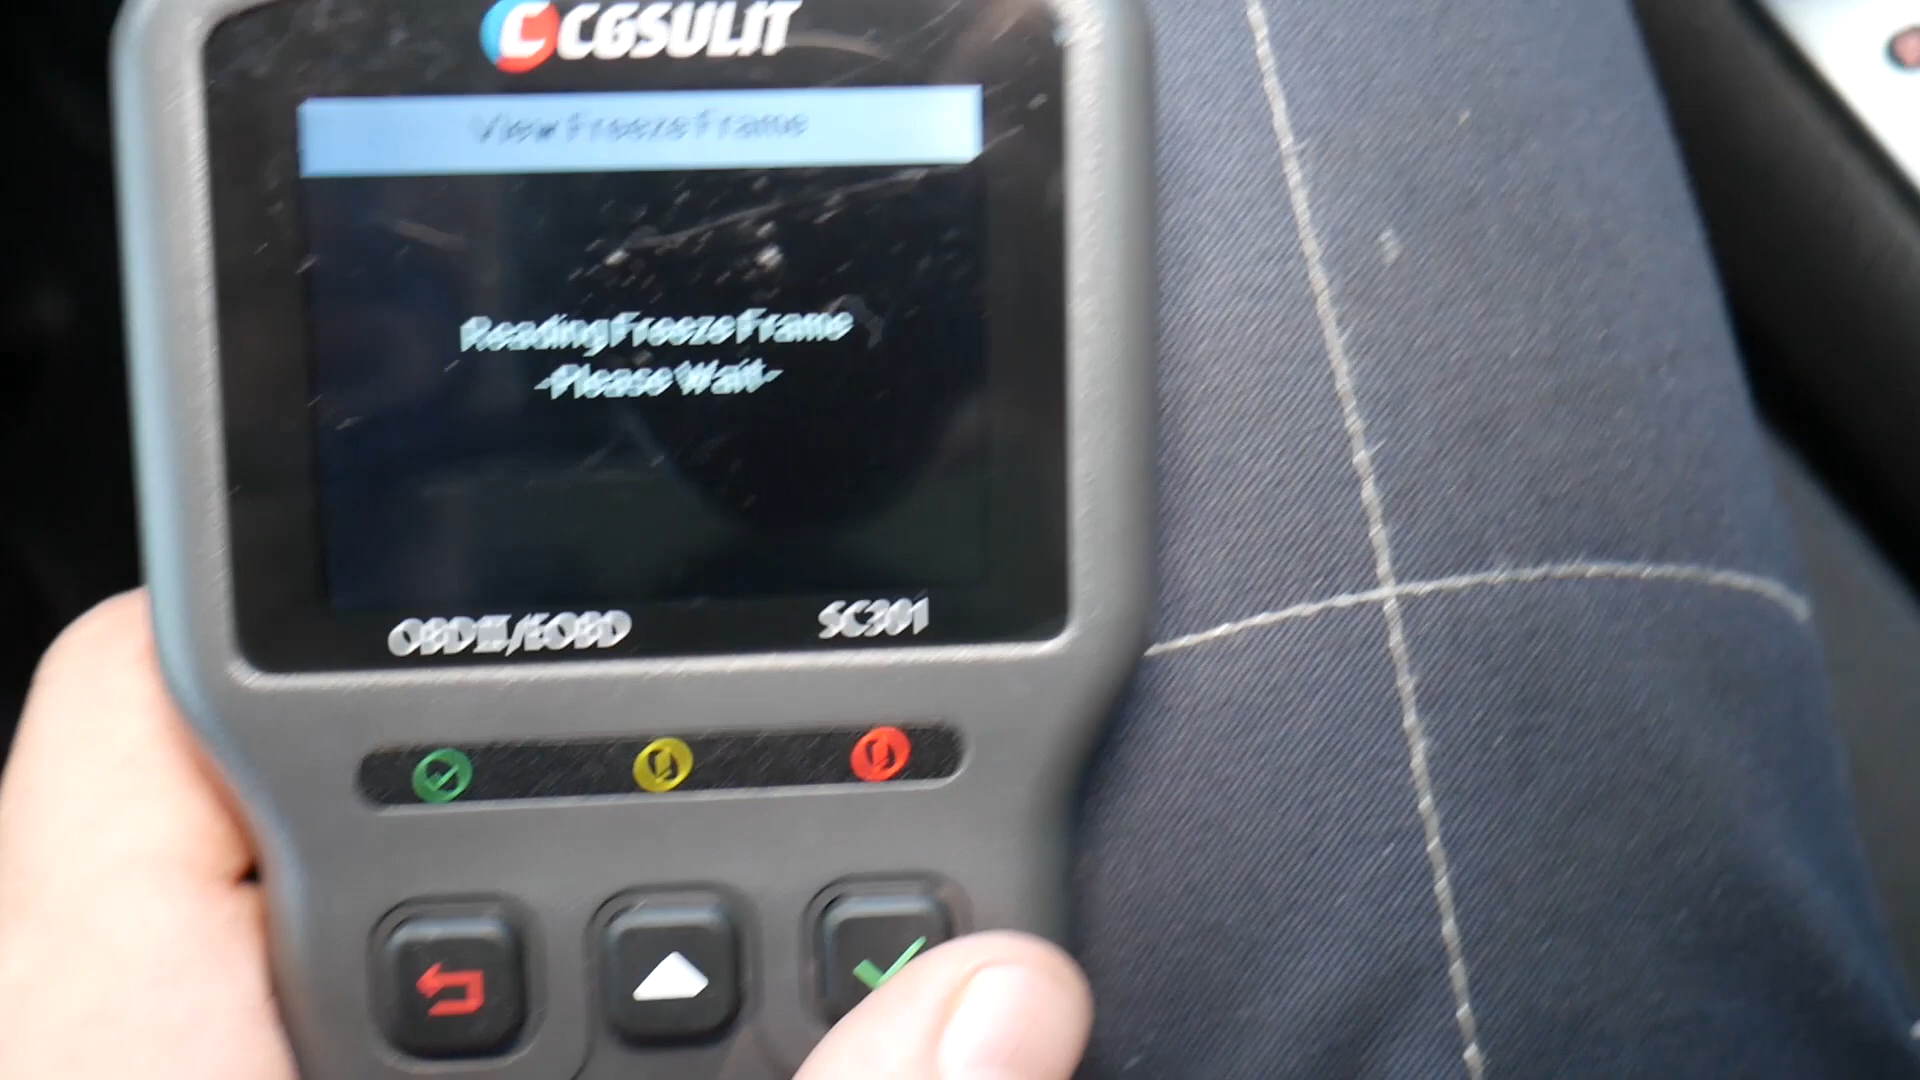 C CGSULIT
View Freeze Frame
Reading Freeze Frame
-Please Wait-
OBDII/EOBD
SC301